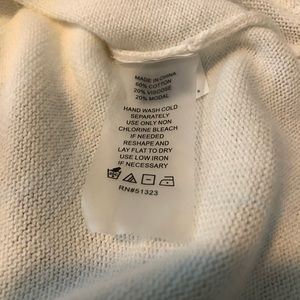 MADE IN CHINA
60% COTTON
20% VISCOSE
20% MODAL
HAND WASH COLD
SEPARATELY
USE ONLY NON
CHLORINE BLEACH
IF NEEDED
RESHAPE AND
LAY FLAT TO DRY
USE LOW IRON
IF NECESSARY
RN#51323